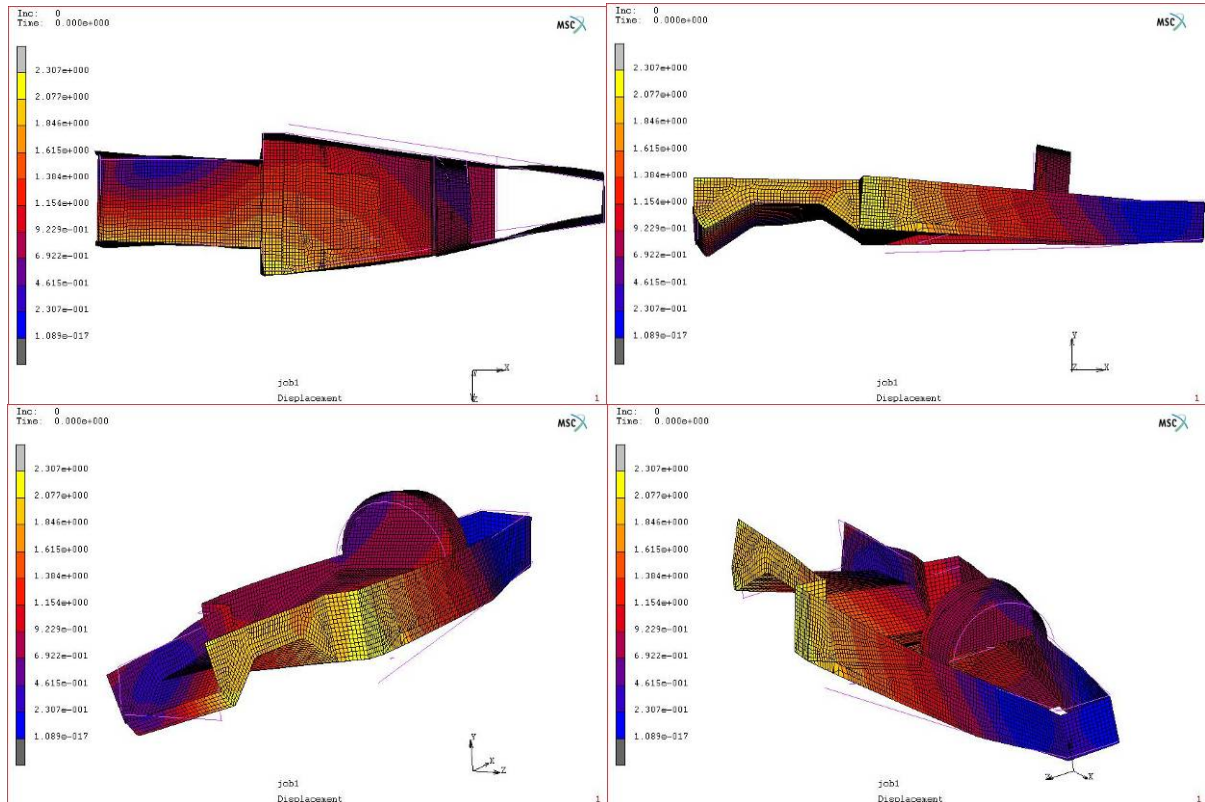 Inc: 0
Time: 0.000e+000
MSC
2.307e+000
2.077e+000
1.846e+000
1.615e+000
1.384e+000
1.154e+000
9.229e-001
6.922e-001
4.615e-001
2.307e-001
1.089e-017
Y
X
Z
job1
Displacement
1
Inc: 0
Time: 0.000e+000
MSC
2.307e+000
2.077e+000
1.846e+000
1.615e+000
1.384e+000
1.154e+000
9.229e-001
6.922e-001
4.615e-001
2.307e-001
1.089e-017
Y
Z
X
job1
Displacement
1
Inc: 0
Time: 0.000e+000
MSC
2.307e+000
2.077e+000
1.846e+000
1.615e+000
1.384e+000
1.154e+000
9.229e-001
6.922e-001
4.615e-001
2.307e-001
1.089e-017
Y
X
Z
job1
Displacement
1
Inc: 0
Time: 0.000e+000
MSC
2.307e+000
2.077e+000
1.846e+000
1.615e+000
1.384e+000
1.154e+000
9.229e-001
6.922e-001
4.615e-001
2.307e-001
1.089e-017
Z
X
job1
Displacement
1